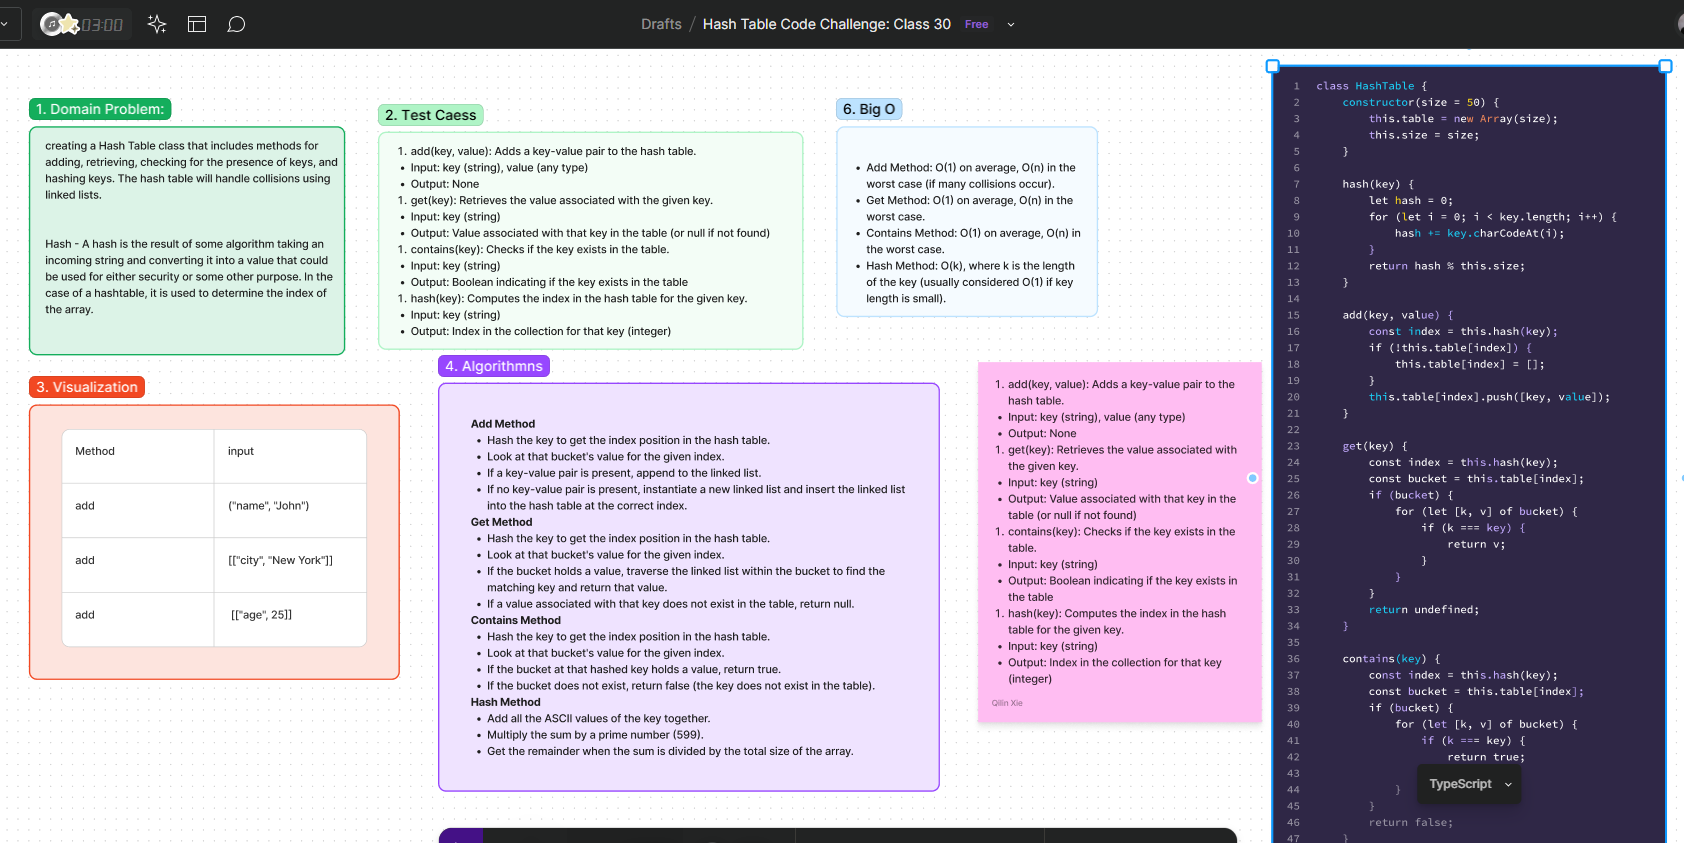 03:00
Drafts / Hash Table Code Challenge: Class 30 Free
1. Domain Problem:
creating a Hash Table class that includes methods for
adding, retrieving, checking for the presence of keys, and
hashing keys. The hash table will handle collisions using
linked lists.
Hash - A hash is the result of some algorithm taking an
incoming string and converting it into a value that could
be used for either security or some other purpose. In the
case of a hashtable, it is used to determine the index of
the array.
2. Test Caess
1. add(key, value): Adds a key-value pair to the hash table.
• Input: key (string), value (any type)
• Output: None
1. get(key): Retrieves the value associated with the given key.
• Input: key (string)
• Output: Value associated with that key in the table (or null if not found)
1. contains(key): Checks if the key exists in the table.
• Input: key (string)
• Output: Boolean indicating if the key exists in the table
1. hash(key): Computes the index in the hash table for the given key.
• Input: key (string)
• Output: Index in the collection for that key (integer)
6. Big O
• Add Method: O(1) on average, O(n) in the
worst case (if many collisions occur).
• Get Method: O(1) on average, O(n) in the
worst case.
• Contains Method: O(1) on average, O(n) in
the worst case.
• Hash Method: O(k), where k is the length
of the key (usually considered O(1) if key
length is small).
3. Visualization
Method input
add ("name", "John")
add [["city", "New York"]]
add [["age", 25]]
4. Algorithmns
Add Method
• Hash the key to get the index position in the hash table.
• Look at that bucket's value for the given index.
• If a key-value pair is present, append to the linked list.
• If no key-value pair is present, instantiate a new linked list and insert the linked list
into the hash table at the correct index.
Get Method
• Hash the key to get the index position in the hash table.
• Look at that bucket's value for the given index.
• If the bucket holds a value, traverse the linked list within the bucket to find the
matching key and return that value.
• If a value associated with that key does not exist in the table, return null.
Contains Method
• Hash the key to get the index position in the hash table.
• Look at that bucket's value for the given index.
• If the bucket at that hashed key holds a value, return true.
• If the bucket does not exist, return false (the key does not exist in the table).
Hash Method
• Add all the ASCII values of the key together.
• Multiply the sum by a prime number (599).
• Get the remainder when the sum is divided by the total size of the array.
1. add(key, value): Adds a key-value pair to the
hash table.
• Input: key (string), value (any type)
• Output: None
1. get(key): Retrieves the value associated with
the given key.
• Input: key (string)
• Output: Value associated with that key in the
table (or null if not found)
1. contains(key): Checks if the key exists in the
table.
• Input: key (string)
• Output: Boolean indicating if the key exists in
the table
1. hash(key): Computes the index in the hash
table for the given key.
• Input: key (string)
• Output: Index in the collection for that key
(integer)
Qilin Xie
1 class HashTable {
2 constructor(size = 50) {
3 this.table = new Array(size);
4 this.size = size;
5 }
6
7 hash(key) {
8 let hash = 0;
9 for (let i = 0; i < key.length; i++) {
10 hash += key.charCodeAt(i);
11 }
12 return hash % this.size;
13 }
14
15 add(key, value) {
16 const index = this.hash(key);
17 if (!this.table[index]) {
18 this.table[index] = [];
19 }
20 this.table[index].push([key, value]);
21 }
22
23 get(key) {
24 const index = this.hash(key);
25 const bucket = this.table[index];
26 if (bucket) {
27 for (let [k, v] of bucket) {
28 if (k === key) {
29 return v;
30 }
31 }
32 }
33 return undefined;
34 }
35
36 contains(key) {
37 const index = this.hash(key);
38 const bucket = this.table[index];
39 if (bucket) {
40 for (let [k, v] of bucket) {
41 if (k === key) {
42 return true;
43
44 }
45 }
46 return false;
47 }
TypeScript